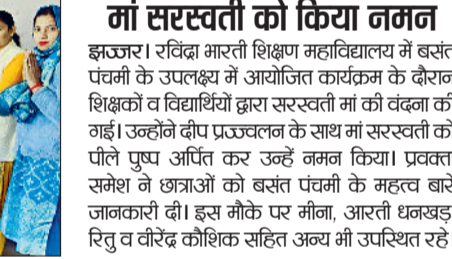 मां सरस्वती को किया नमन
झज्जर। रविंद्रा भारती शिक्षण महाविद्यालय में बसंत
पंचमी के उपलक्ष्य में आयोजित कार्यक्रम के दौरान
शिक्षकों व विद्यार्थियों द्वारा सरस्वती मां की वंदना की
गई। उन्होंने दीप प्रज्ज्वलन के साथ मां सरस्वती को
पीले पुष्प अर्पित कर उन्हें नमन किया। प्रवक्ता
समेश ने छात्राओं को बसंत पंचमी के महत्व बारे
जानकारी दी। इस मौके पर मीना, आरती धनखड़
रितु व वीरेंद्र कौशिक सहित अन्य भी उपस्थित रहे